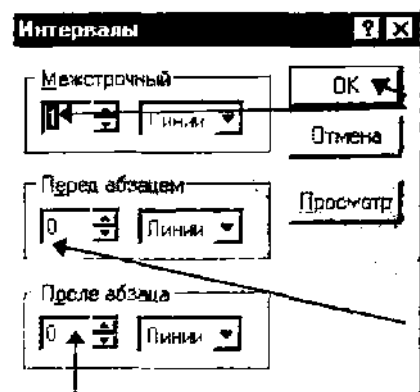 Интервалы ? ×
Межстрочный
1 Линии
OK
Отмена
Перед абзацем
0 Линии
Просмотр
После абзаца
0 Линии